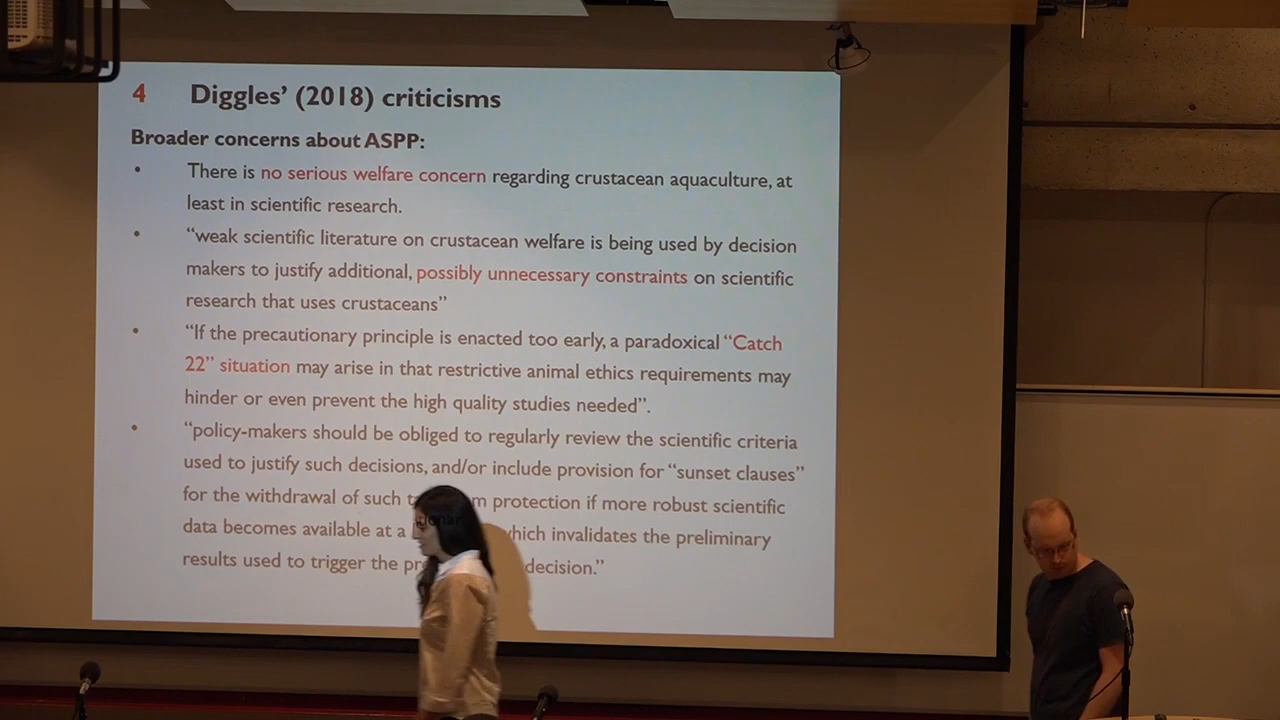 4 Diggles’ (2018) criticisms
Broader concerns about ASPP:
• There is no serious welfare concern regarding crustacean aquaculture, at
least in scientific research.
• “weak scientific literature on crustacean welfare is being used by decision
makers to justify additional, possibly unnecessary constraints on scientific
research that uses crustaceans”
• “If the precautionary principle is enacted too early, a paradoxical “Catch
22” situation may arise in that restrictive animal ethics requirements may
hinder or even prevent the high quality studies needed”.
• “policy-makers should be obliged to regularly review the scientific criteria
used to justify such decisions, and/or include provision for “sunset clauses”
for the withdrawal of such protection if more robust scientific
data becomes available at a which invalidates the preliminary
results used to trigger the decision.”